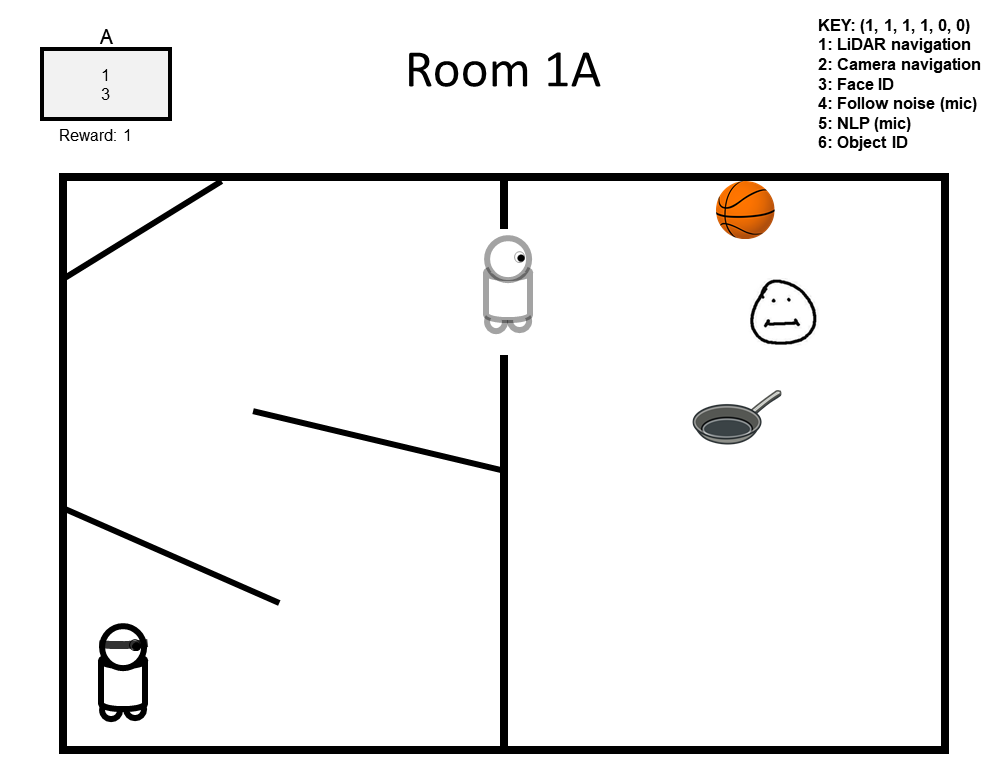 A
1
3
Reward: 1
Room 1A
KEY: (1, 1, 1, 1, 0, 0)
1: LiDAR navigation
2: Camera navigation
3: Face ID
4: Follow noise (mic)
5: NLP (mic)
6: Object ID